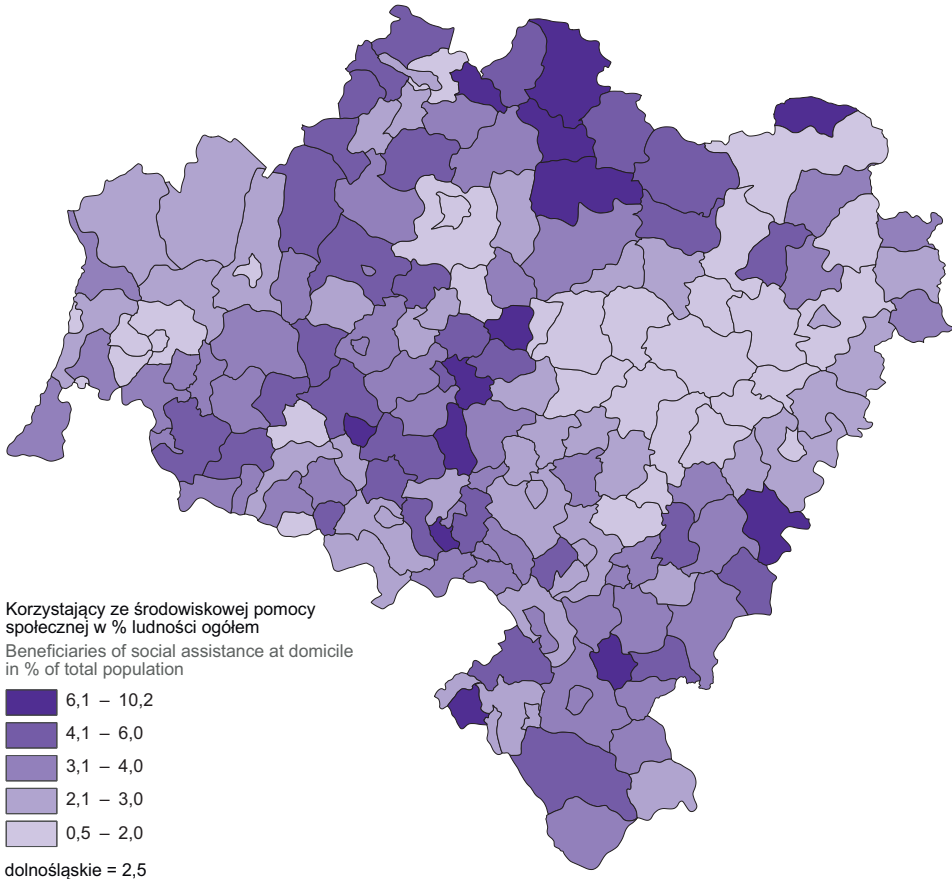 Korzystający ze środowiskowej pomocy
społecznej w % ludności ogółem
Beneficiaries of social assistance at domicile
in % of total population
6,1 – 10,2
4,1 – 6,0
3,1 – 4,0
2,1 – 3,0
0,5 – 2,0
dolnośląskie = 2,5